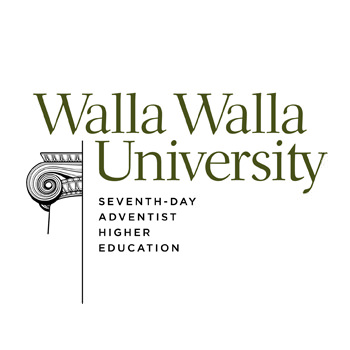 Walla Walla
University
SEVENTH-DAY
ADVENTIST
HIGHER
EDUCATION